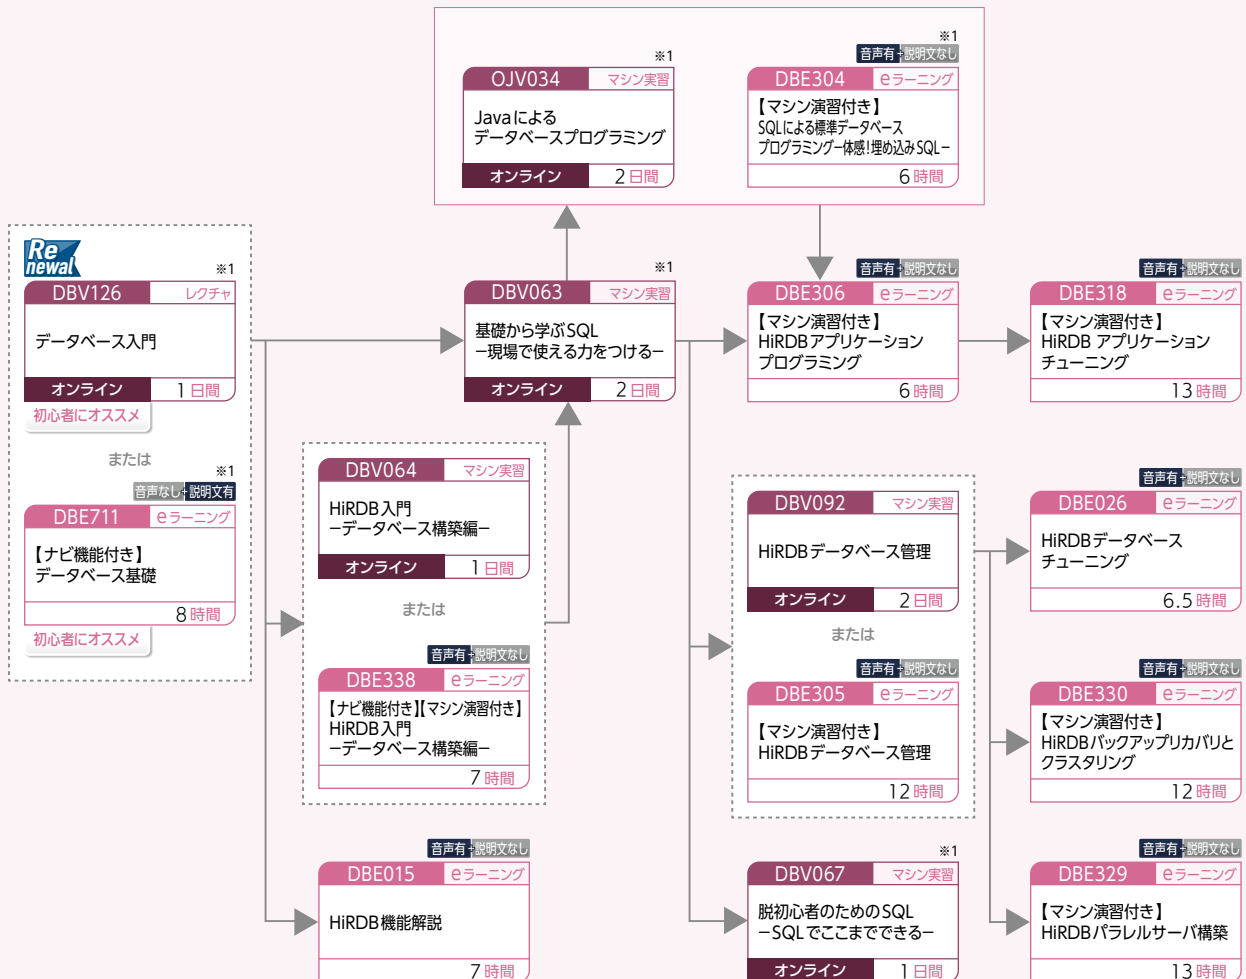 ※1
OJV034 マシン実習
Javaによる
データベースプログラミング
オンライン 2日間
※1
音声有+説明文なし
DBE304 eラーニング
【マシン演習付き】
SQLによる標準データベース
プログラミング−体感!埋め込みSQL−
6時間
Re
newal
※1
DBV126 レクチャ
データベース入門
オンライン 1日間
初心者にオススメ
または
※1
音声なし+説明文有
DBE711 eラーニング
【ナビ機能付き】
データベース基礎
8時間
初心者にオススメ
※1
DBV063 マシン実習
基礎から学ぶSQL
−現場で使える力をつける−
オンライン 2日間
DBV064 マシン実習
HiRDB入門
−データベース構築編−
オンライン 1日間
または
音声有+説明文なし
DBE338 eラーニング
【ナビ機能付き】【マシン演習付き】
HiRDB入門
−データベース構築編−
7時間
音声有+説明文なし
DBE015 eラーニング
HiRDB機能解説
7時間
音声有+説明文なし
DBE306 eラーニング
【マシン演習付き】
HiRDBアプリケーション
プログラミング
6時間
音声有+説明文なし
DBE318 eラーニング
【マシン演習付き】
HiRDB アプリケーション
チューニング
13時間
DBV092 マシン実習
HiRDBデータベース管理
オンライン 2日間
または
音声有+説明文なし
DBE305 eラーニング
【マシン演習付き】
HiRDBデータベース管理
12時間
※1
DBV067 マシン実習
脱初心者のためのSQL
−SQLでここまでできる−
オンライン 1日間
音声有+説明文なし
DBE026 eラーニング
HiRDBデータベース
チューニング
6.5時間
音声有+説明文なし
DBE330 eラーニング
【マシン演習付き】
HiRDBバックアップリカバリと
クラスタリング
12時間
音声有+説明文なし
DBE329 eラーニング
【マシン演習付き】
HiRDBパラレルサーバ構築
13時間